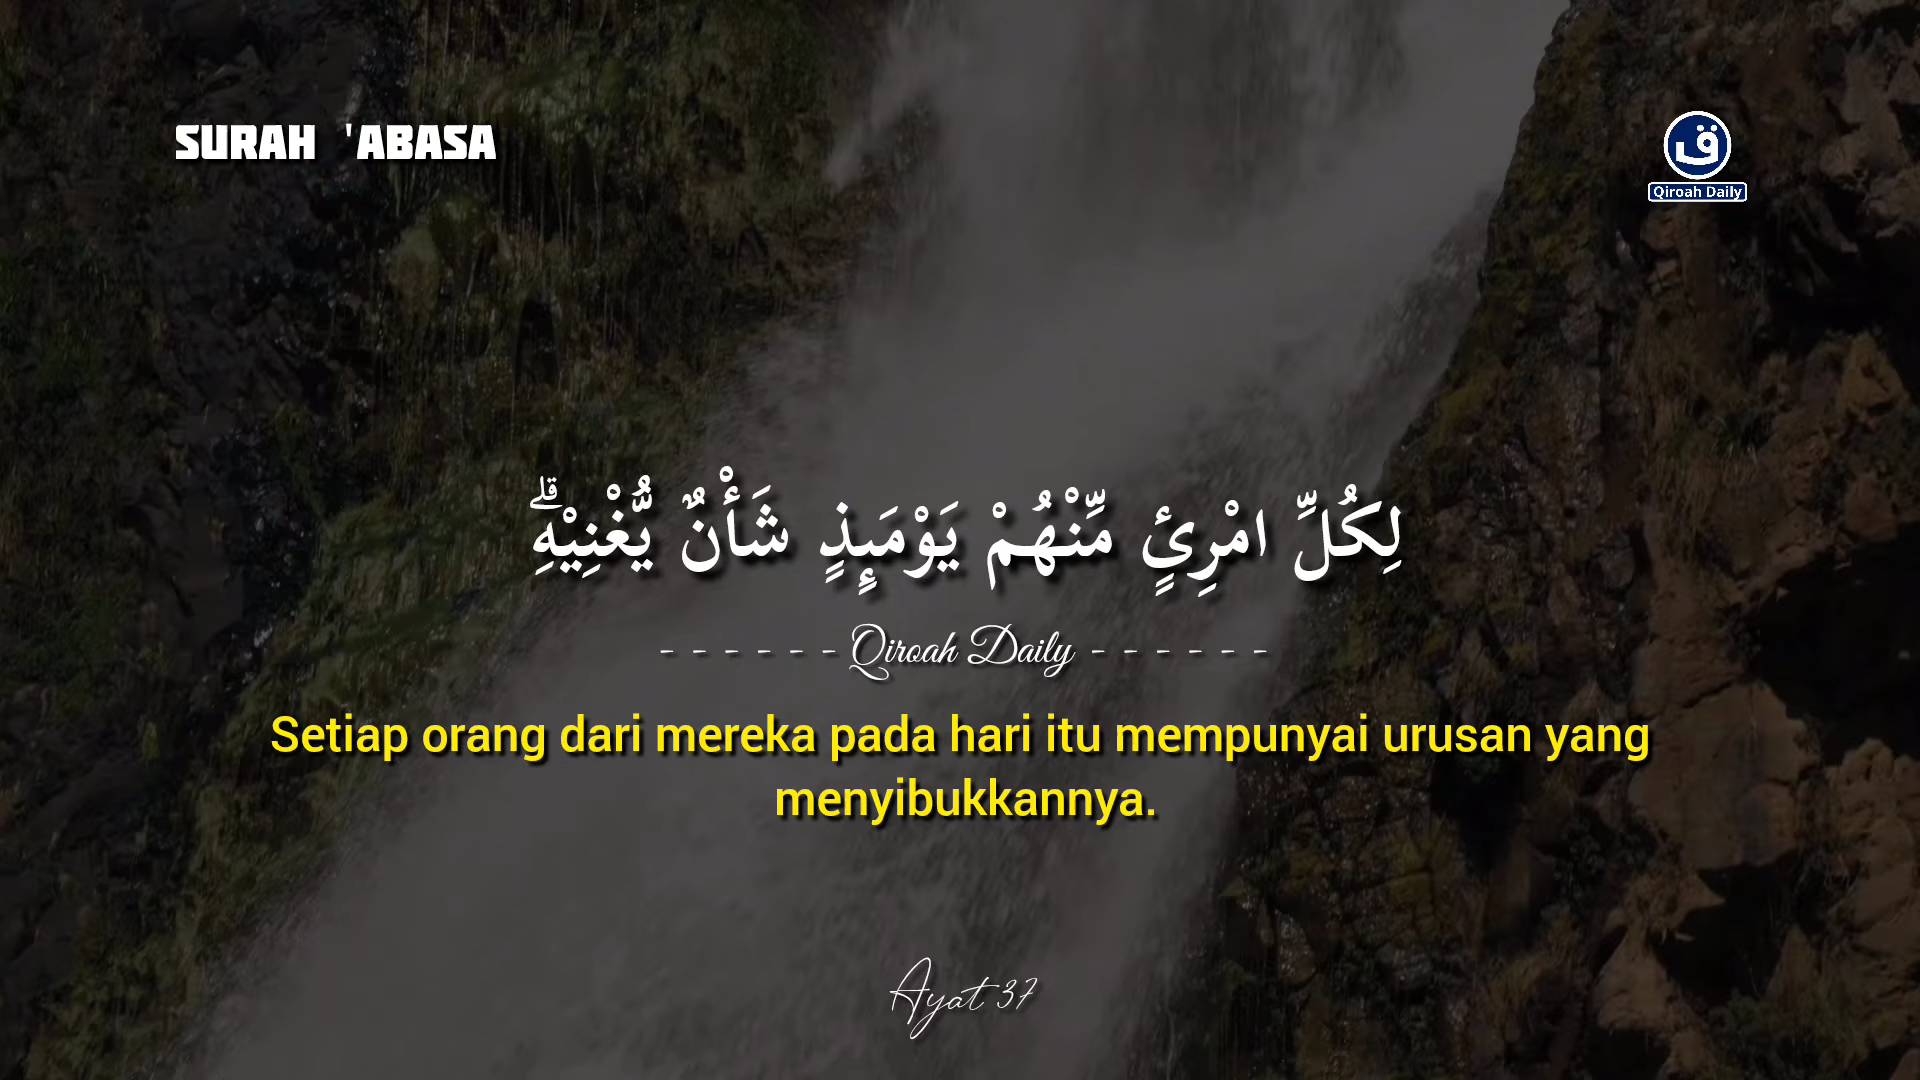 SURAH 'ABASA
ق
Qiroah Daily
لِكُلِّ امْرِئٍ مِّنْهُمْ يَوْمَىِٕذٍ شَأْنٌ يُّغْنِيْهِۗ
- - - - - - Qiroah Daily - - - - - -
Setiap orang dari mereka pada hari itu mempunyai urusan yang
menyibukkannya.
Ayat 37